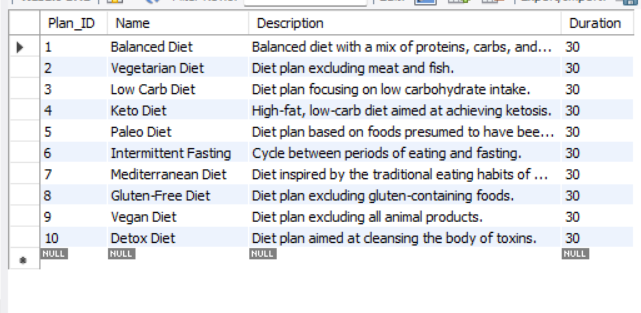 Plan_ID Name Description Duration
1 Balanced Diet Balanced diet with a mix of proteins, carbs, and... 30
2 Vegetarian Diet Diet plan excluding meat and fish. 30
3 Low Carb Diet Diet plan focusing on low carbohydrate intake. 30
4 Keto Diet High-fat, low-carb diet aimed at achieving ketosis. 30
5 Paleo Diet Diet plan based on foods presumed to have bee... 30
6 Intermittent Fasting Cycle between periods of eating and fasting. 30
7 Mediterranean Diet Diet inspired by the traditional eating habits of ... 30
8 Gluten-Free Diet Diet plan excluding gluten-containing foods. 30
9 Vegan Diet Diet plan excluding all animal products. 30
10 Detox Diet Diet plan aimed at cleansing the body of toxins. 30
NULL NULL NULL NULL